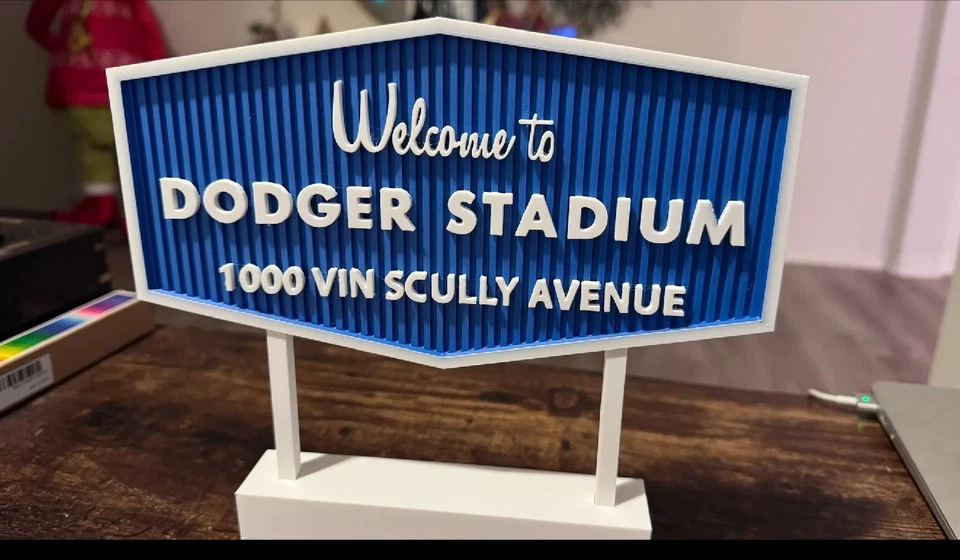 Welcome to
DODGER STADIUM
1000 VIN SCULLY AVENUE